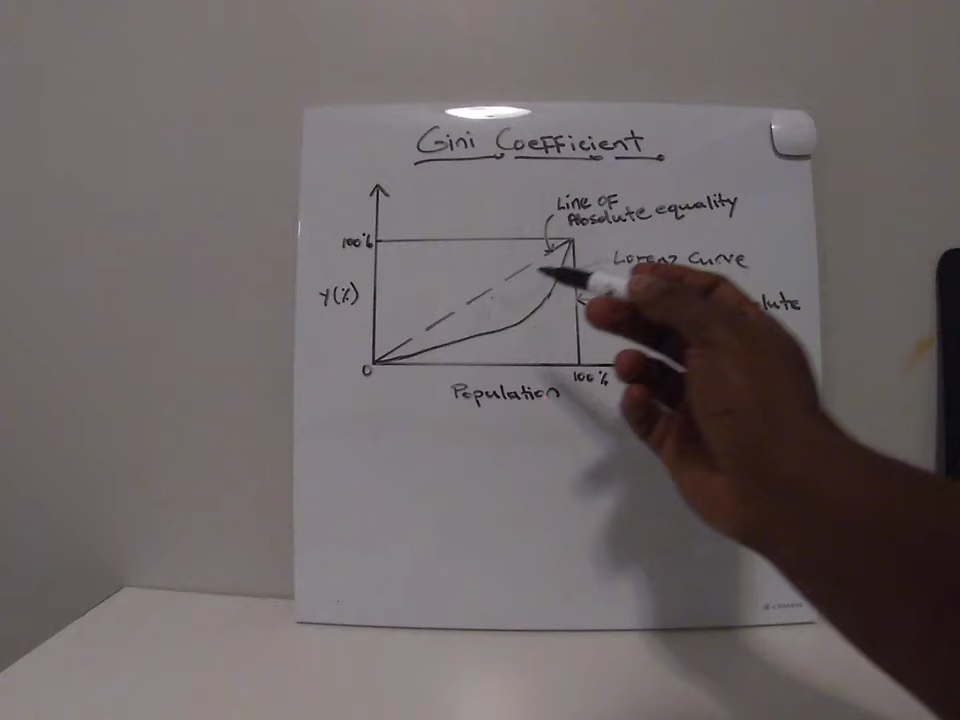 Gini Coefficient
Line of
Absolute equality
100%
Lorenz Curve
Y(%)
0
100%
Population